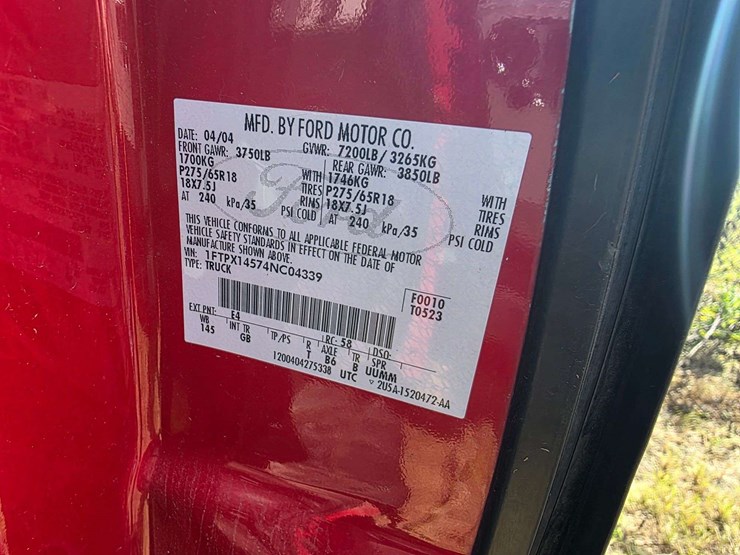 MFD. BY FORD MOTOR CO.
DATE: 04/04 GVWR: 7200LB/ 3265KG
FRONT GAWR: 3750LB REAR GAWR: 3850LB
1700KG WITH 1746KG WITH
P275/65R18 TIRES P275/65R18 TIRES
18X7.5J RINS 18X7.5J RIMS
AT 240 kPa/35 PSI COLD AT 240 kPa/35 PSI COLD
Ford
THIS VEHICLE CONFORMS TO ALL APPLICABLE FEDERAL MOTOR
VEHICLE SAFETY STANDARDS IN EFFECT ON THE DATE OF
MANUFACTURE SHOWN ABOVE.
VIN: 1FTPX14574NC04339
TYPE: TRUCK
F0010
T0523
EXT PNT: E4 RC: 58 DSO:
WB INT TR TP/PS R AXLE TR SPR
145 GB T B6 B UUMM
1200404275338 UTC ▽ 2U5A-1520472-AA